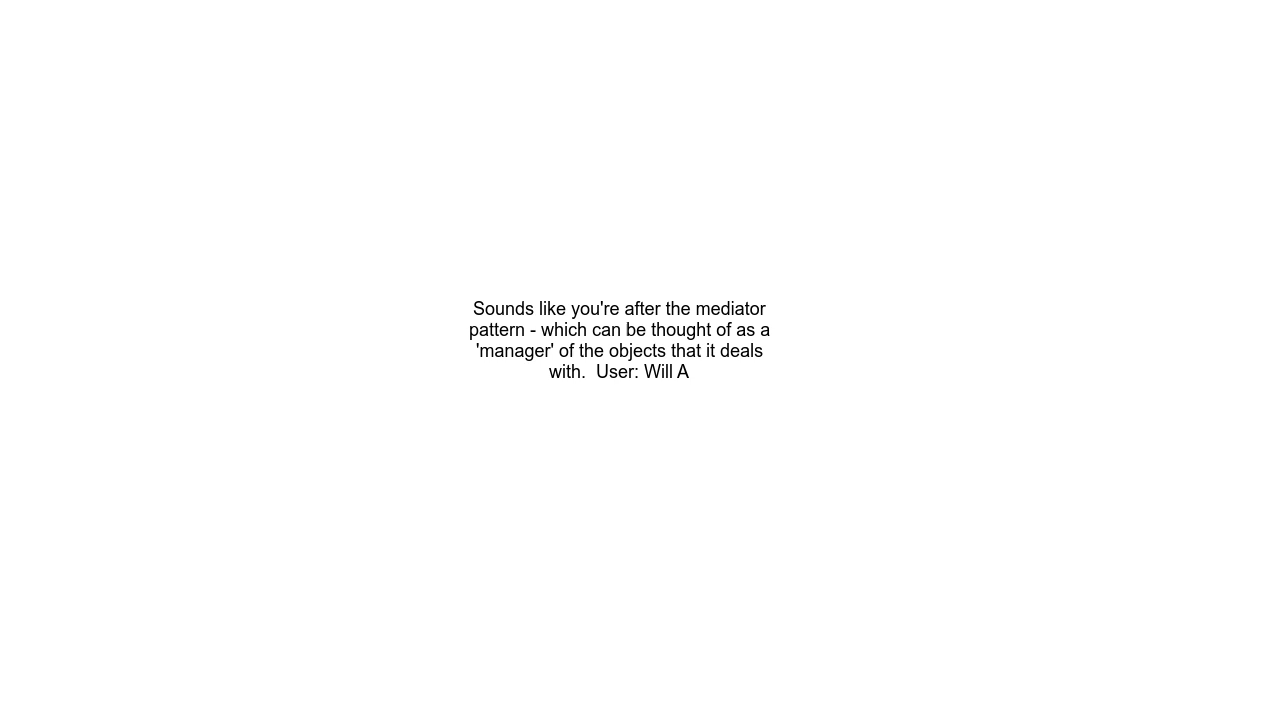 Sounds like you're after the mediator
pattern - which can be thought of as a
'manager' of the objects that it deals
with.  User: Will A